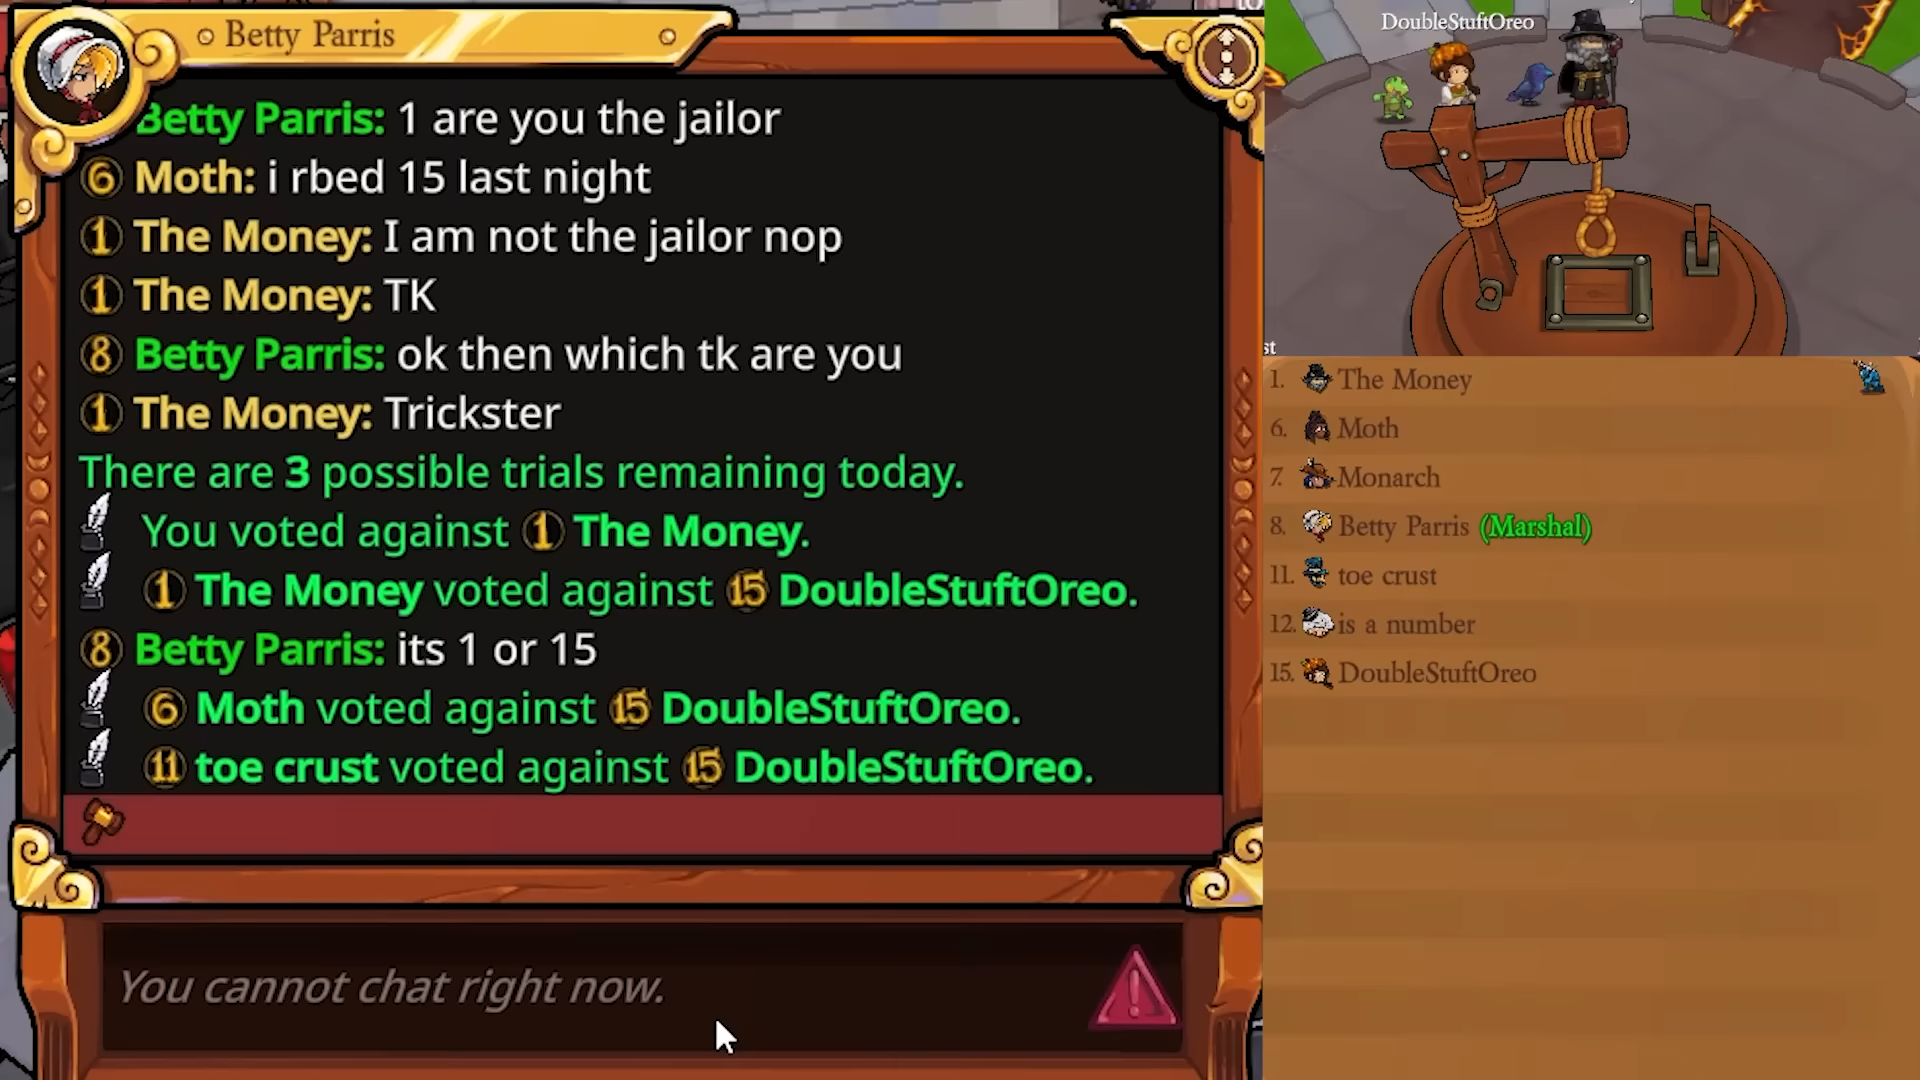 Betty Parris
DoubleStuftOreo
Betty Parris: 1 are you the jailor
6 Moth: i rbed 15 last night
1 The Money: I am not the jailor nop
1 The Money: TK
8 Betty Parris: ok then which tk are you
1 The Money: Trickster
There are 3 possible trials remaining today.
You voted against 1 The Money.
1 The Money voted against 15 DoubleStuftOreo.
8 Betty Parris: its 1 or 15
6 Moth voted against 15 DoubleStuftOreo.
11 toe crust voted against 15 DoubleStuftOreo.
You cannot chat right now.
1. The Money
6. Moth
7. Monarch
8. Betty Parris (Marshal)
11. toe crust
12. is a number
15. DoubleStuftOreo